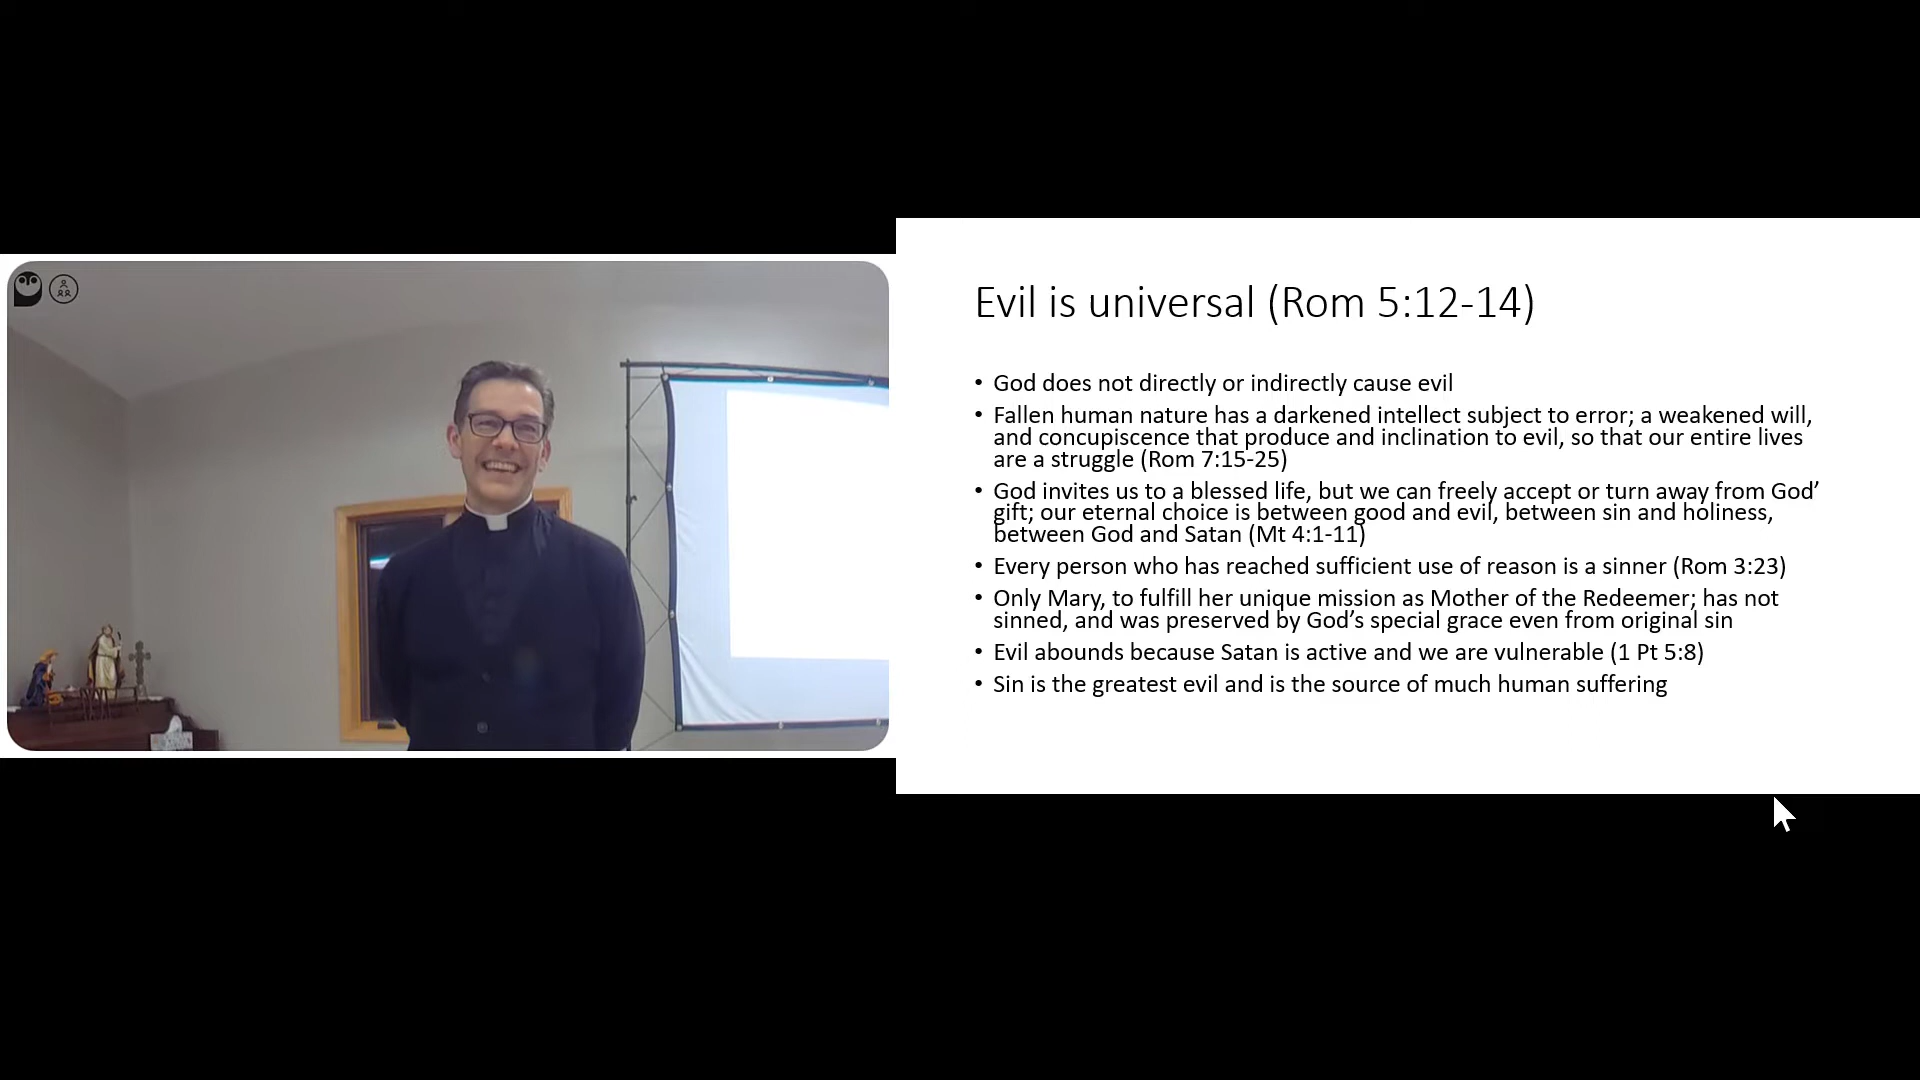 Evil is universal (Rom 5:12-14)
• God does not directly or indirectly cause evil
• Fallen human nature has a darkened intellect subject to error; a weakened will,
and concupiscence that produce and inclination to evil, so that our entire lives
are a struggle (Rom 7:15-25)
• God invites us to a blessed life, but we can freely accept or turn away from God’
gift; our eternal choice is between good and evil, between sin and holiness,
between God and Satan (Mt 4:1-11)
• Every person who has reached sufficient use of reason is a sinner (Rom 3:23)
• Only Mary, to fulfill her unique mission as Mother of the Redeemer; has not
sinned, and was preserved by God’s special grace even from original sin
• Evil abounds because Satan is active and we are vulnerable (1 Pt 5:8)
• Sin is the greatest evil and is the source of much human suffering